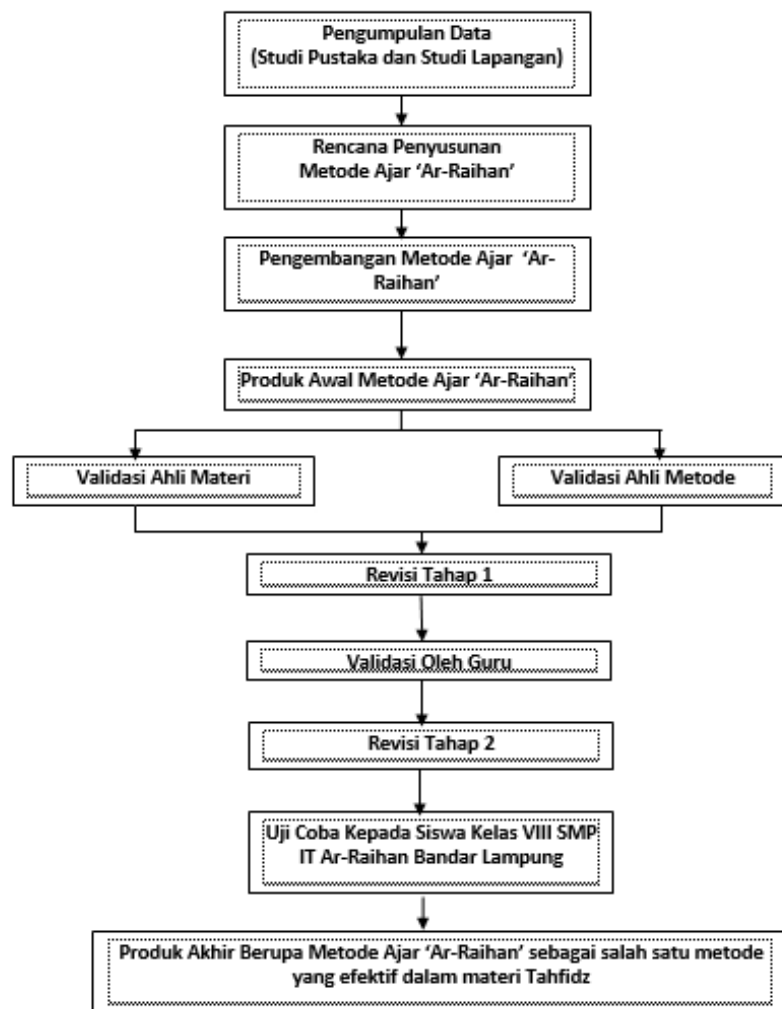 Pengumpulan Data
(Studi Pustaka dan Studi Lapangan)
Rencana Penyusunan
Metode Ajar ‘Ar-Raihan’
Pengembangan Metode Ajar ‘Ar-
Raihan’
Produk Awal Metode Ajar ‘Ar-Raihan’
Validasi Ahli Materi
Validasi Ahli Metode
Revisi Tahap 1
Validasi Oleh Guru
Revisi Tahap 2
Uji Coba Kepada Siswa Kelas VIII SMP
IT Ar-Raihan Bandar Lampung
Produk Akhir Berupa Metode Ajar ‘Ar-Raihan’ sebagai salah satu metode
yang efektif dalam materi Tahfidz